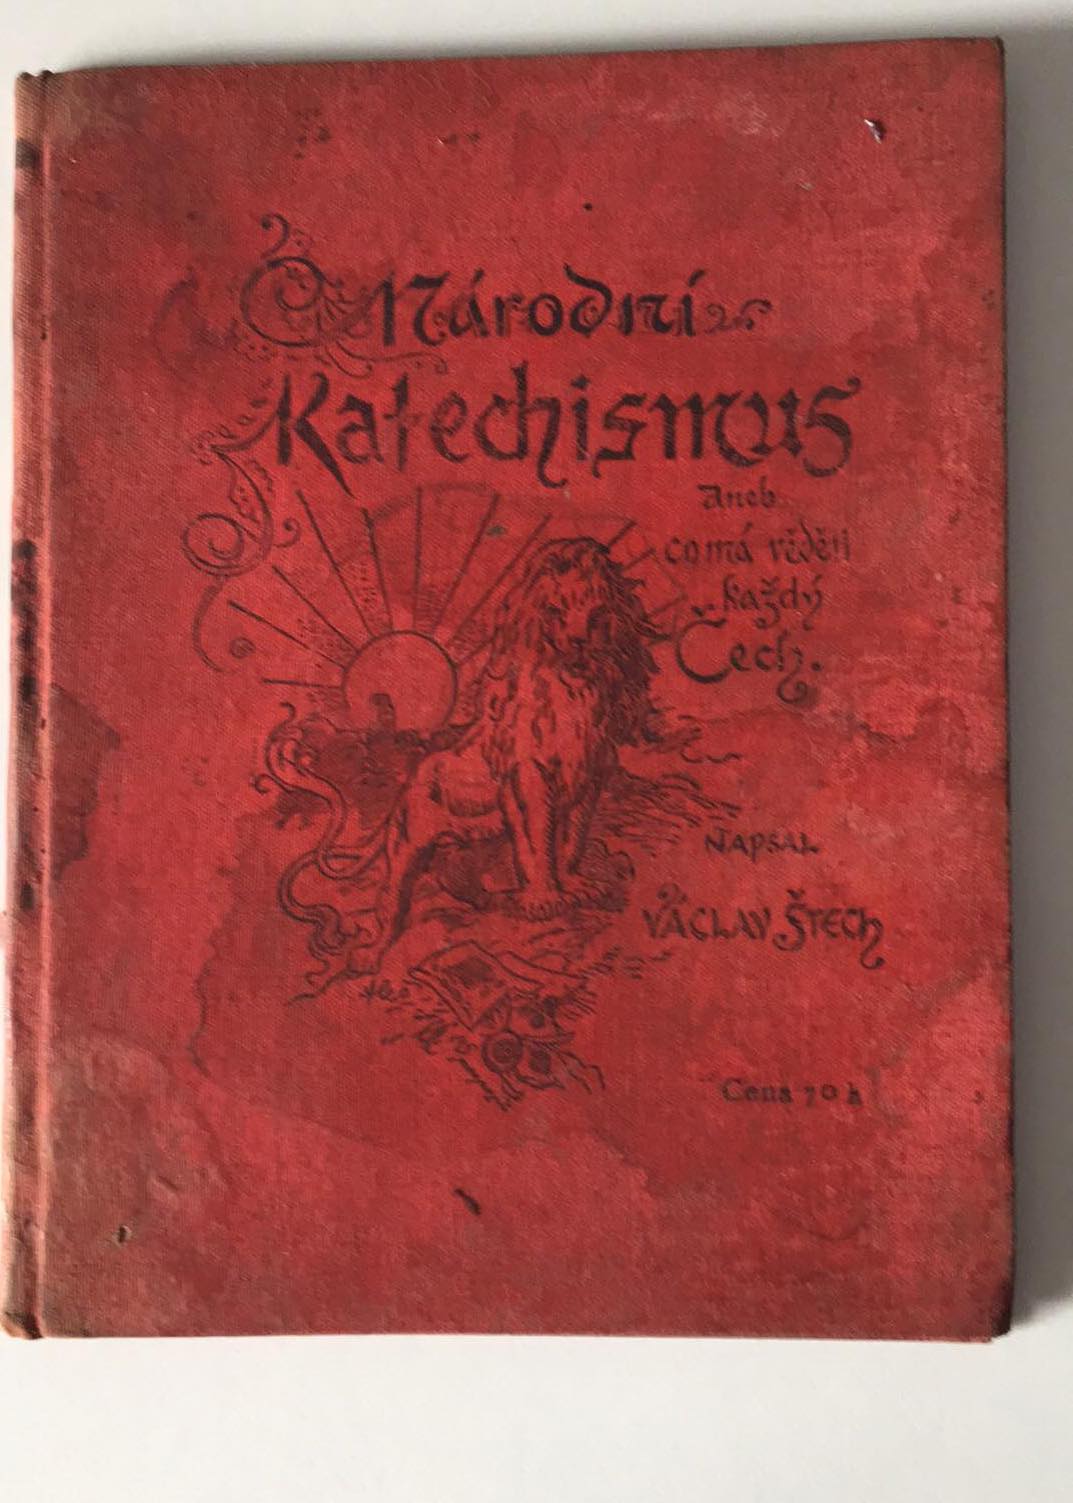 Národní
Katechismus
Aneb
co má věděti
každý
Čech.
NAPSAL
VÁCLAV ŠTECH
Cena 70 h